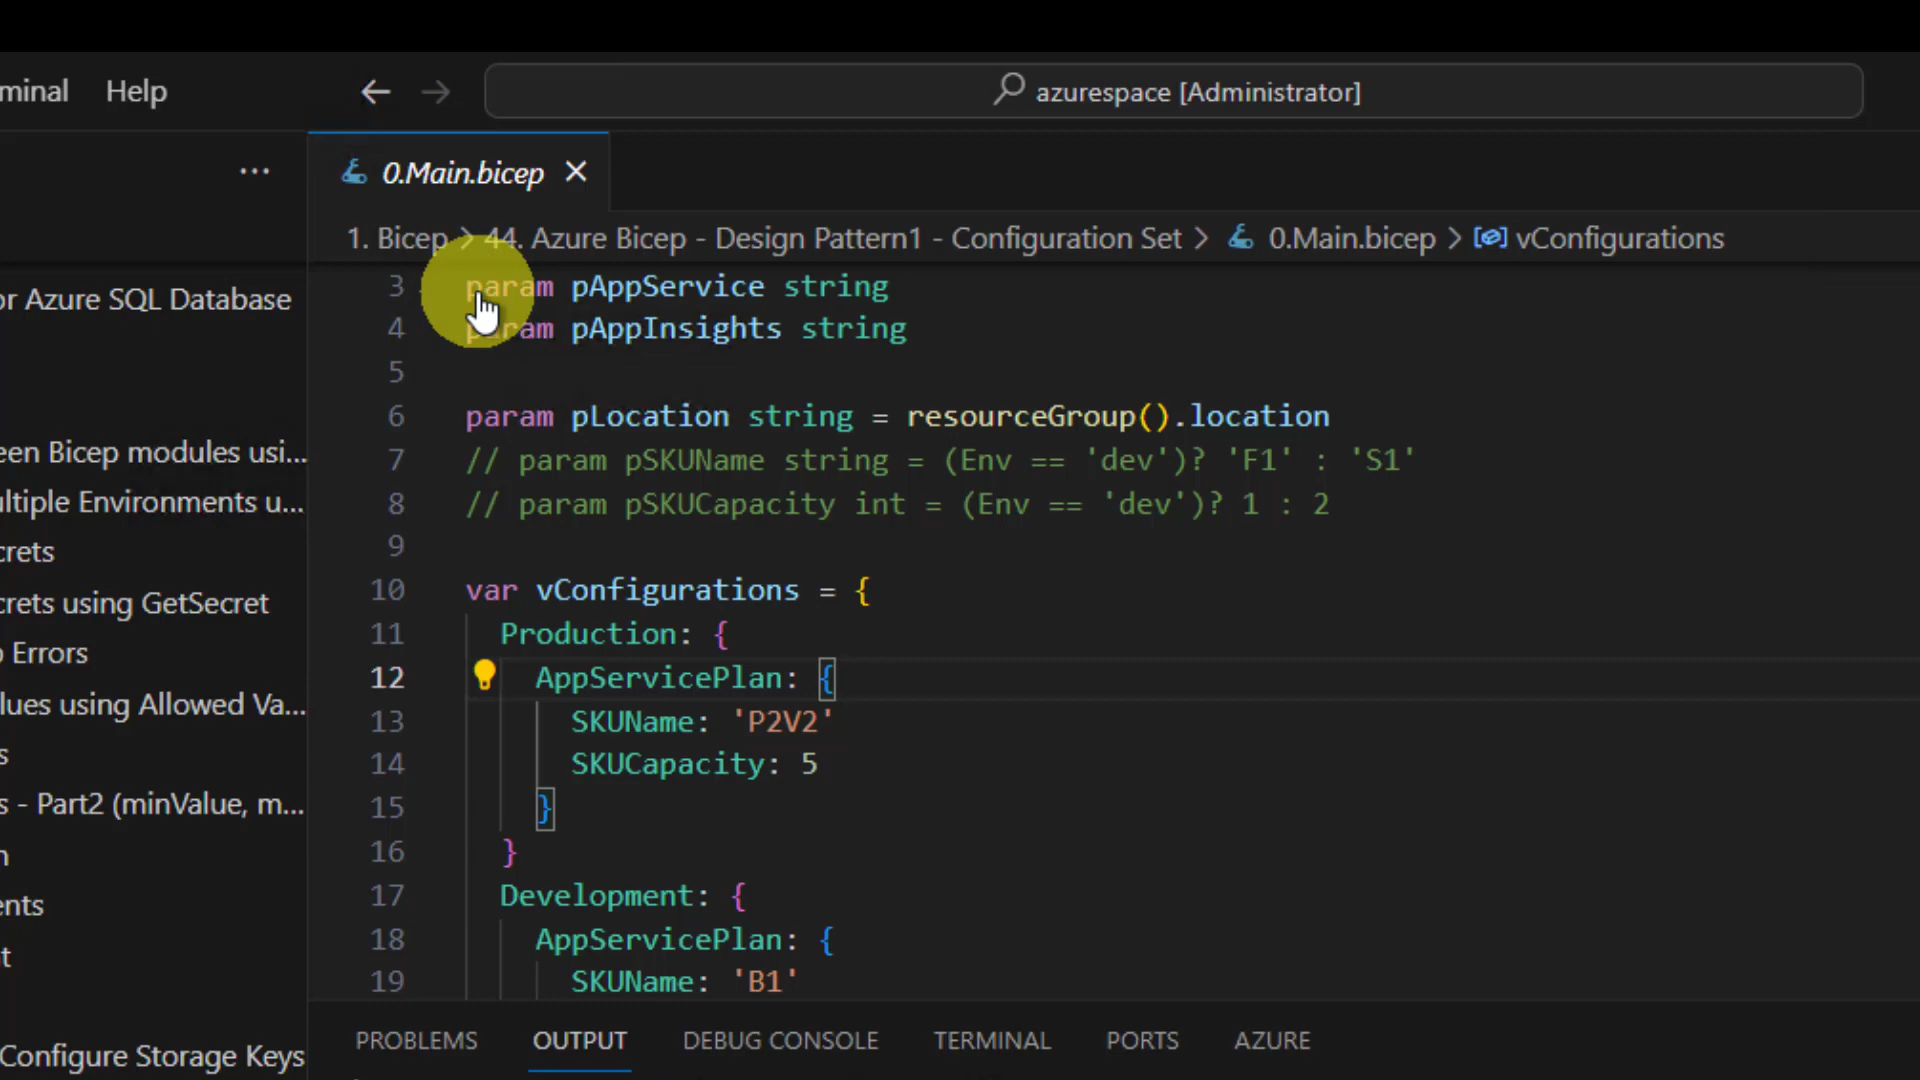 minal Help azurespace [Administrator]
0.Main.bicep
1. Bicep > 44. Azure Bicep - Design Pattern1 - Configuration Set > 0.Main.bicep > vConfigurations
or Azure SQL Database
een Bicep modules usi...
ultiple Environments u...
crets
crets using GetSecret
o Errors
lues using Allowed Va...
s
s - Part2 (minValue, m...
n
ents
t
Configure Storage Keys
3 param pAppService string
4 param pAppInsights string
5
6 param pLocation string = resourceGroup().location
7 // param pSKUName string = (Env == 'dev')? 'F1' : 'S1'
8 // param pSKUCapacity int = (Env == 'dev')? 1 : 2
9
10 var vConfigurations = {
11 Production: {
12 AppServicePlan: {
13 SKUName: 'P2V2'
14 SKUCapacity: 5
15 }
16 }
17 Development: {
18 AppServicePlan: {
19 SKUName: 'B1'
PROBLEMS OUTPUT DEBUG CONSOLE TERMINAL PORTS AZURE